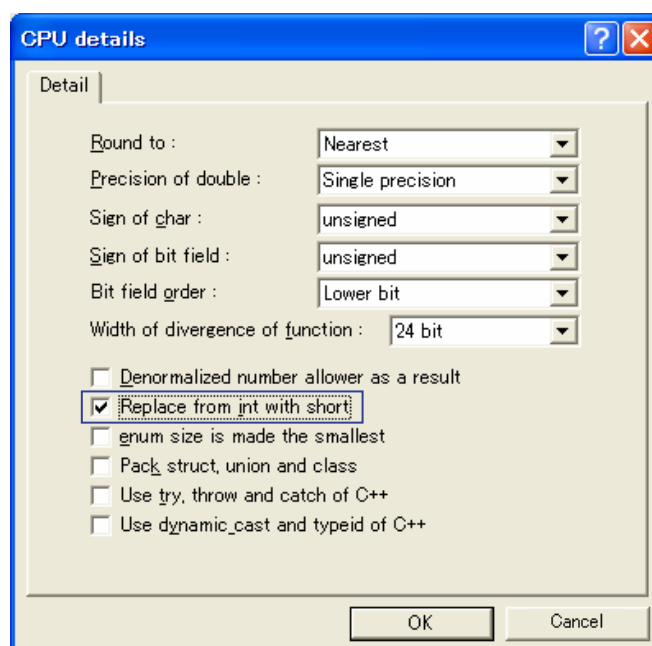 CPU details
Detail
Round to : Nearest
Precision of double : Single precision
Sign of char : unsigned
Sign of bit field : unsigned
Bit field order : Lower bit
Width of divergence of function : 24 bit
Denormalized number allower as a result
Replace from int with short
enum size is made the smallest
Pack struct, union and class
Use try, throw and catch of C++
Use dynamic_cast and typeid of C++
OK Cancel